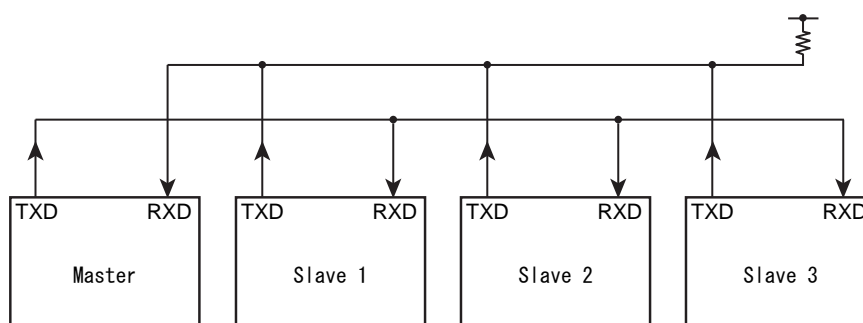 TXD RXD TXD RXD TXD RXD TXD RXD
Master Slave 1 Slave 2 Slave 3